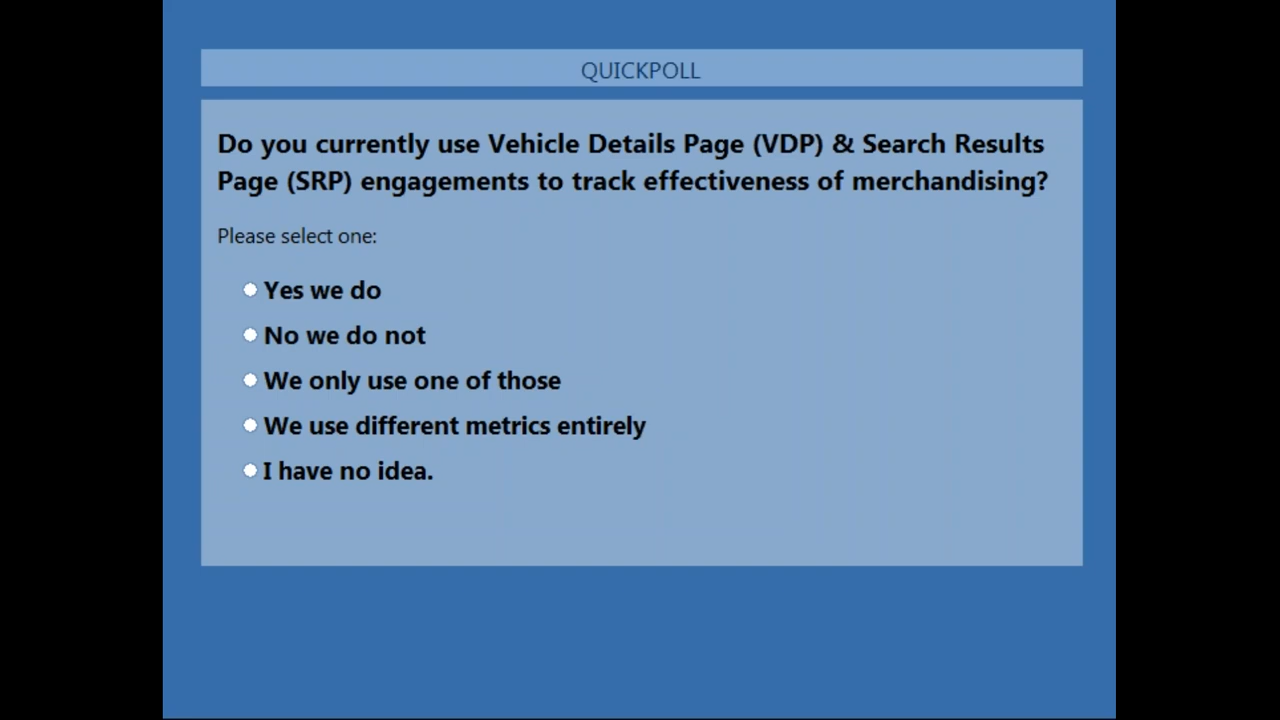 QUICKPOLL
Do you currently use Vehicle Details Page (VDP) & Search Results
Page (SRP) engagements to track effectiveness of merchandising?
Please select one:
Yes we do
No we do not
We only use one of those
We use different metrics entirely
I have no idea.